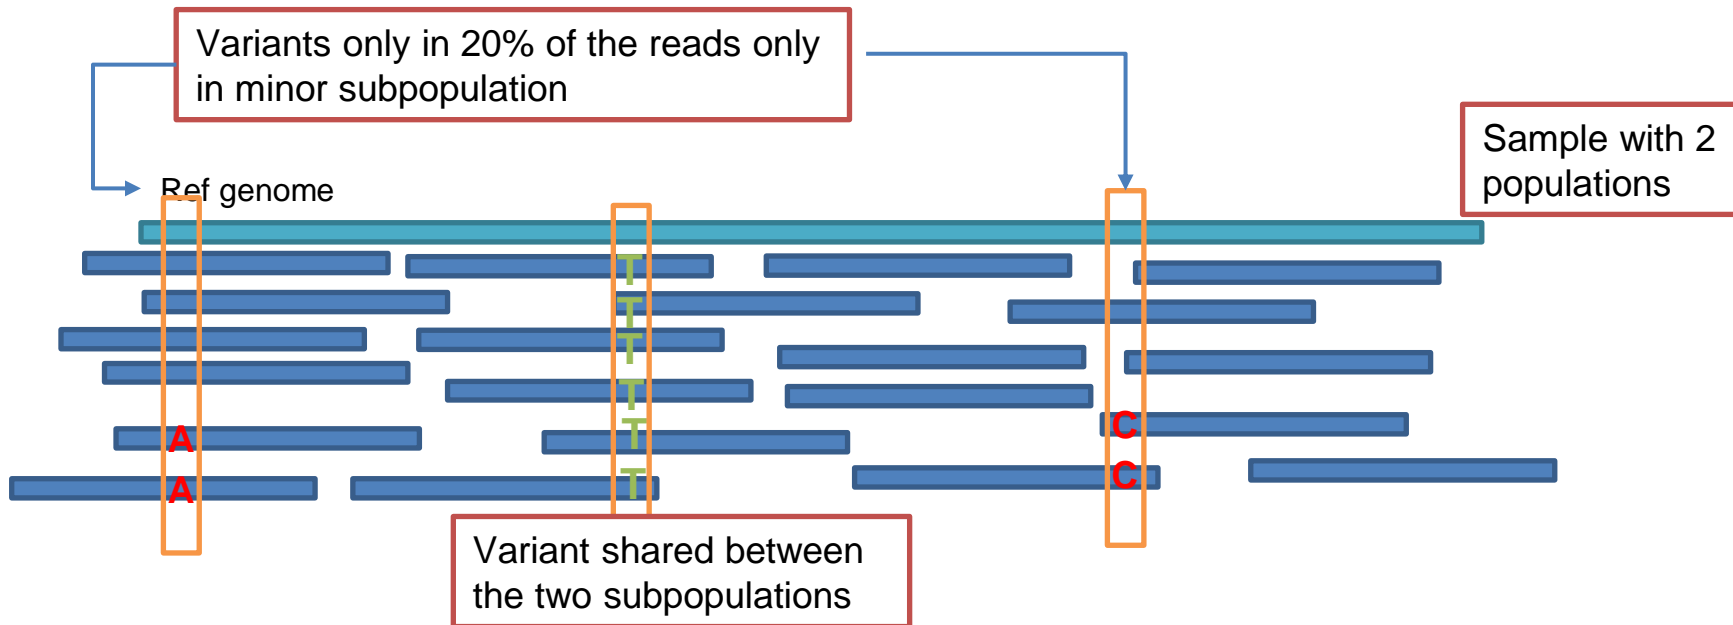 Variants only in 20% of the reads only
in minor subpopulation
Sample with 2
populations
Ref genome
T
T
T
T
T
T
A
A
C
C
Variant shared between
the two subpopulations